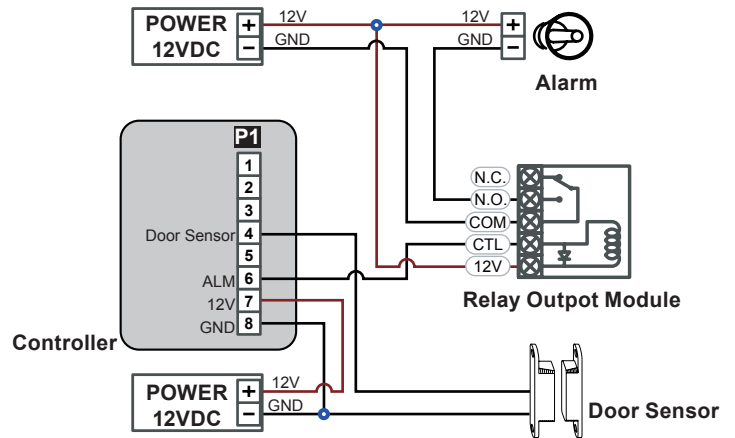 POWER
12VDC
+
−
12V
GND
12V
GND
+
−
Alarm
P1
1
2
3
Door Sensor 4
5
ALM 6
12V 7
GND 8
Controller
N.C.
N.O.
COM
CTL
12V
Relay Outpot Module
POWER
12VDC
+
−
12V
GND
Door Sensor